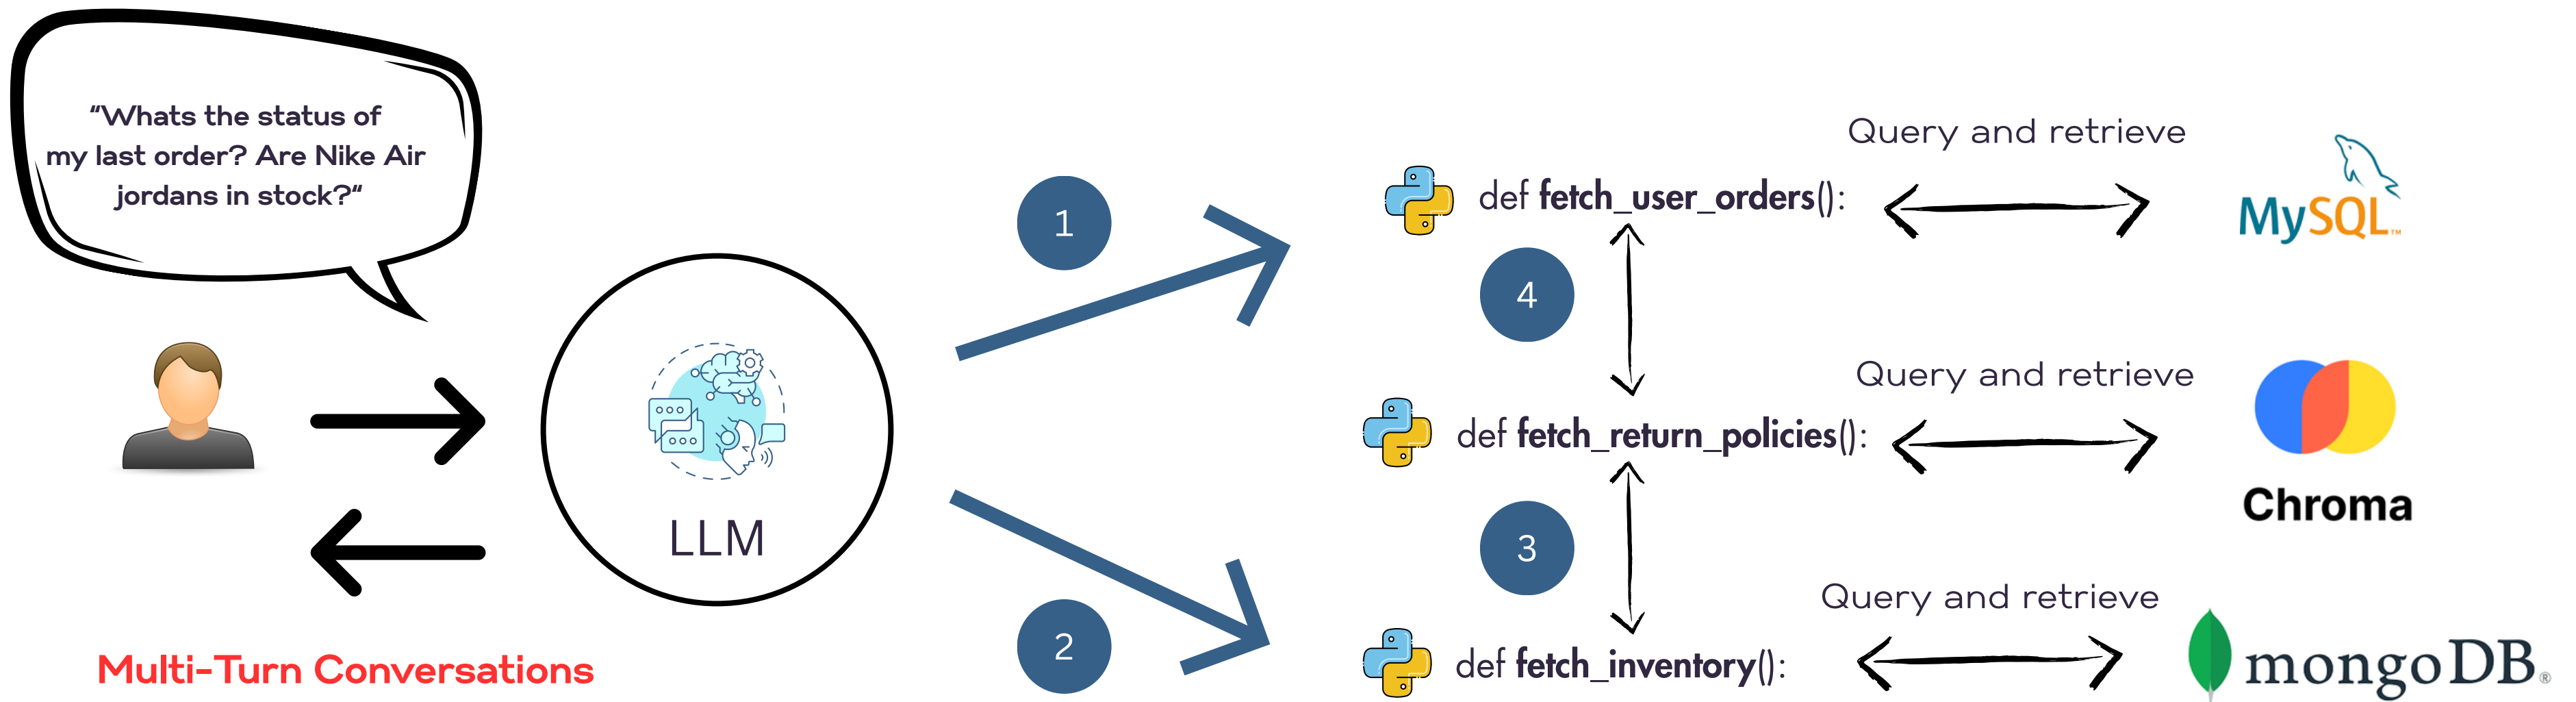 “Whats the status of
my last order? Are Nike Air
jordans in stock?“
LLM
Multi-Turn Conversations
1
2
def fetch_user_orders():
4
def fetch_return_policies():
3
def fetch_inventory():
Query and retrieve
MySQL™
Query and retrieve
Chroma
Query and retrieve
mongoDB®